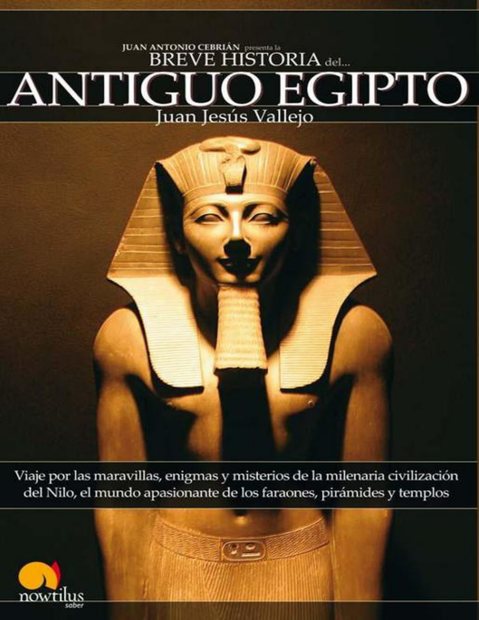 JUAN ANTONIO CEBRIÁN presenta la
BREVE HISTORIA del...
ANTIGUO EGIPTO
Juan Jesús Vallejo
Viaje por las maravillas, enigmas y misterios de la milenaria civilización
del Nilo, el mundo apasionante de los faraones, pirámides y templos
nowtilus
saber